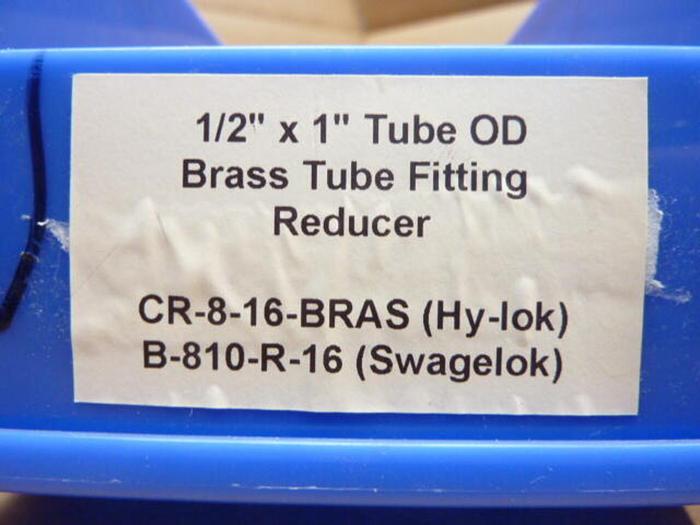 1/2" x 1" Tube OD
Brass Tube Fitting
Reducer
CR-8-16-BRAS (Hy-lok)
B-810-R-16 (Swagelok)